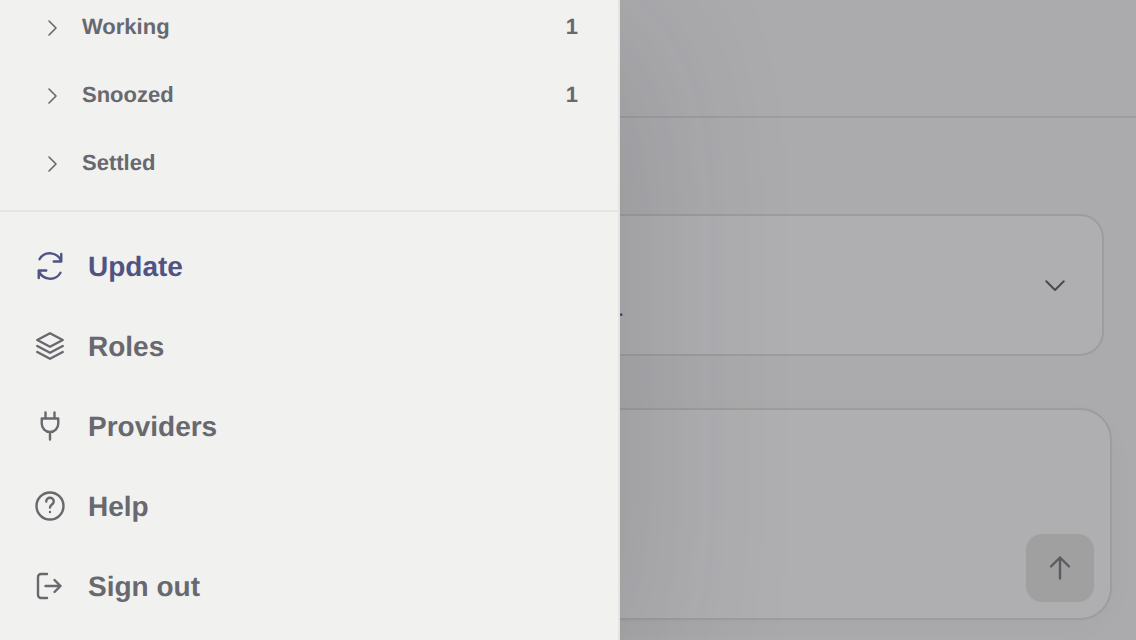 Working 1
Snoozed 1
Settled
Update
Roles
Providers
Help
Sign out